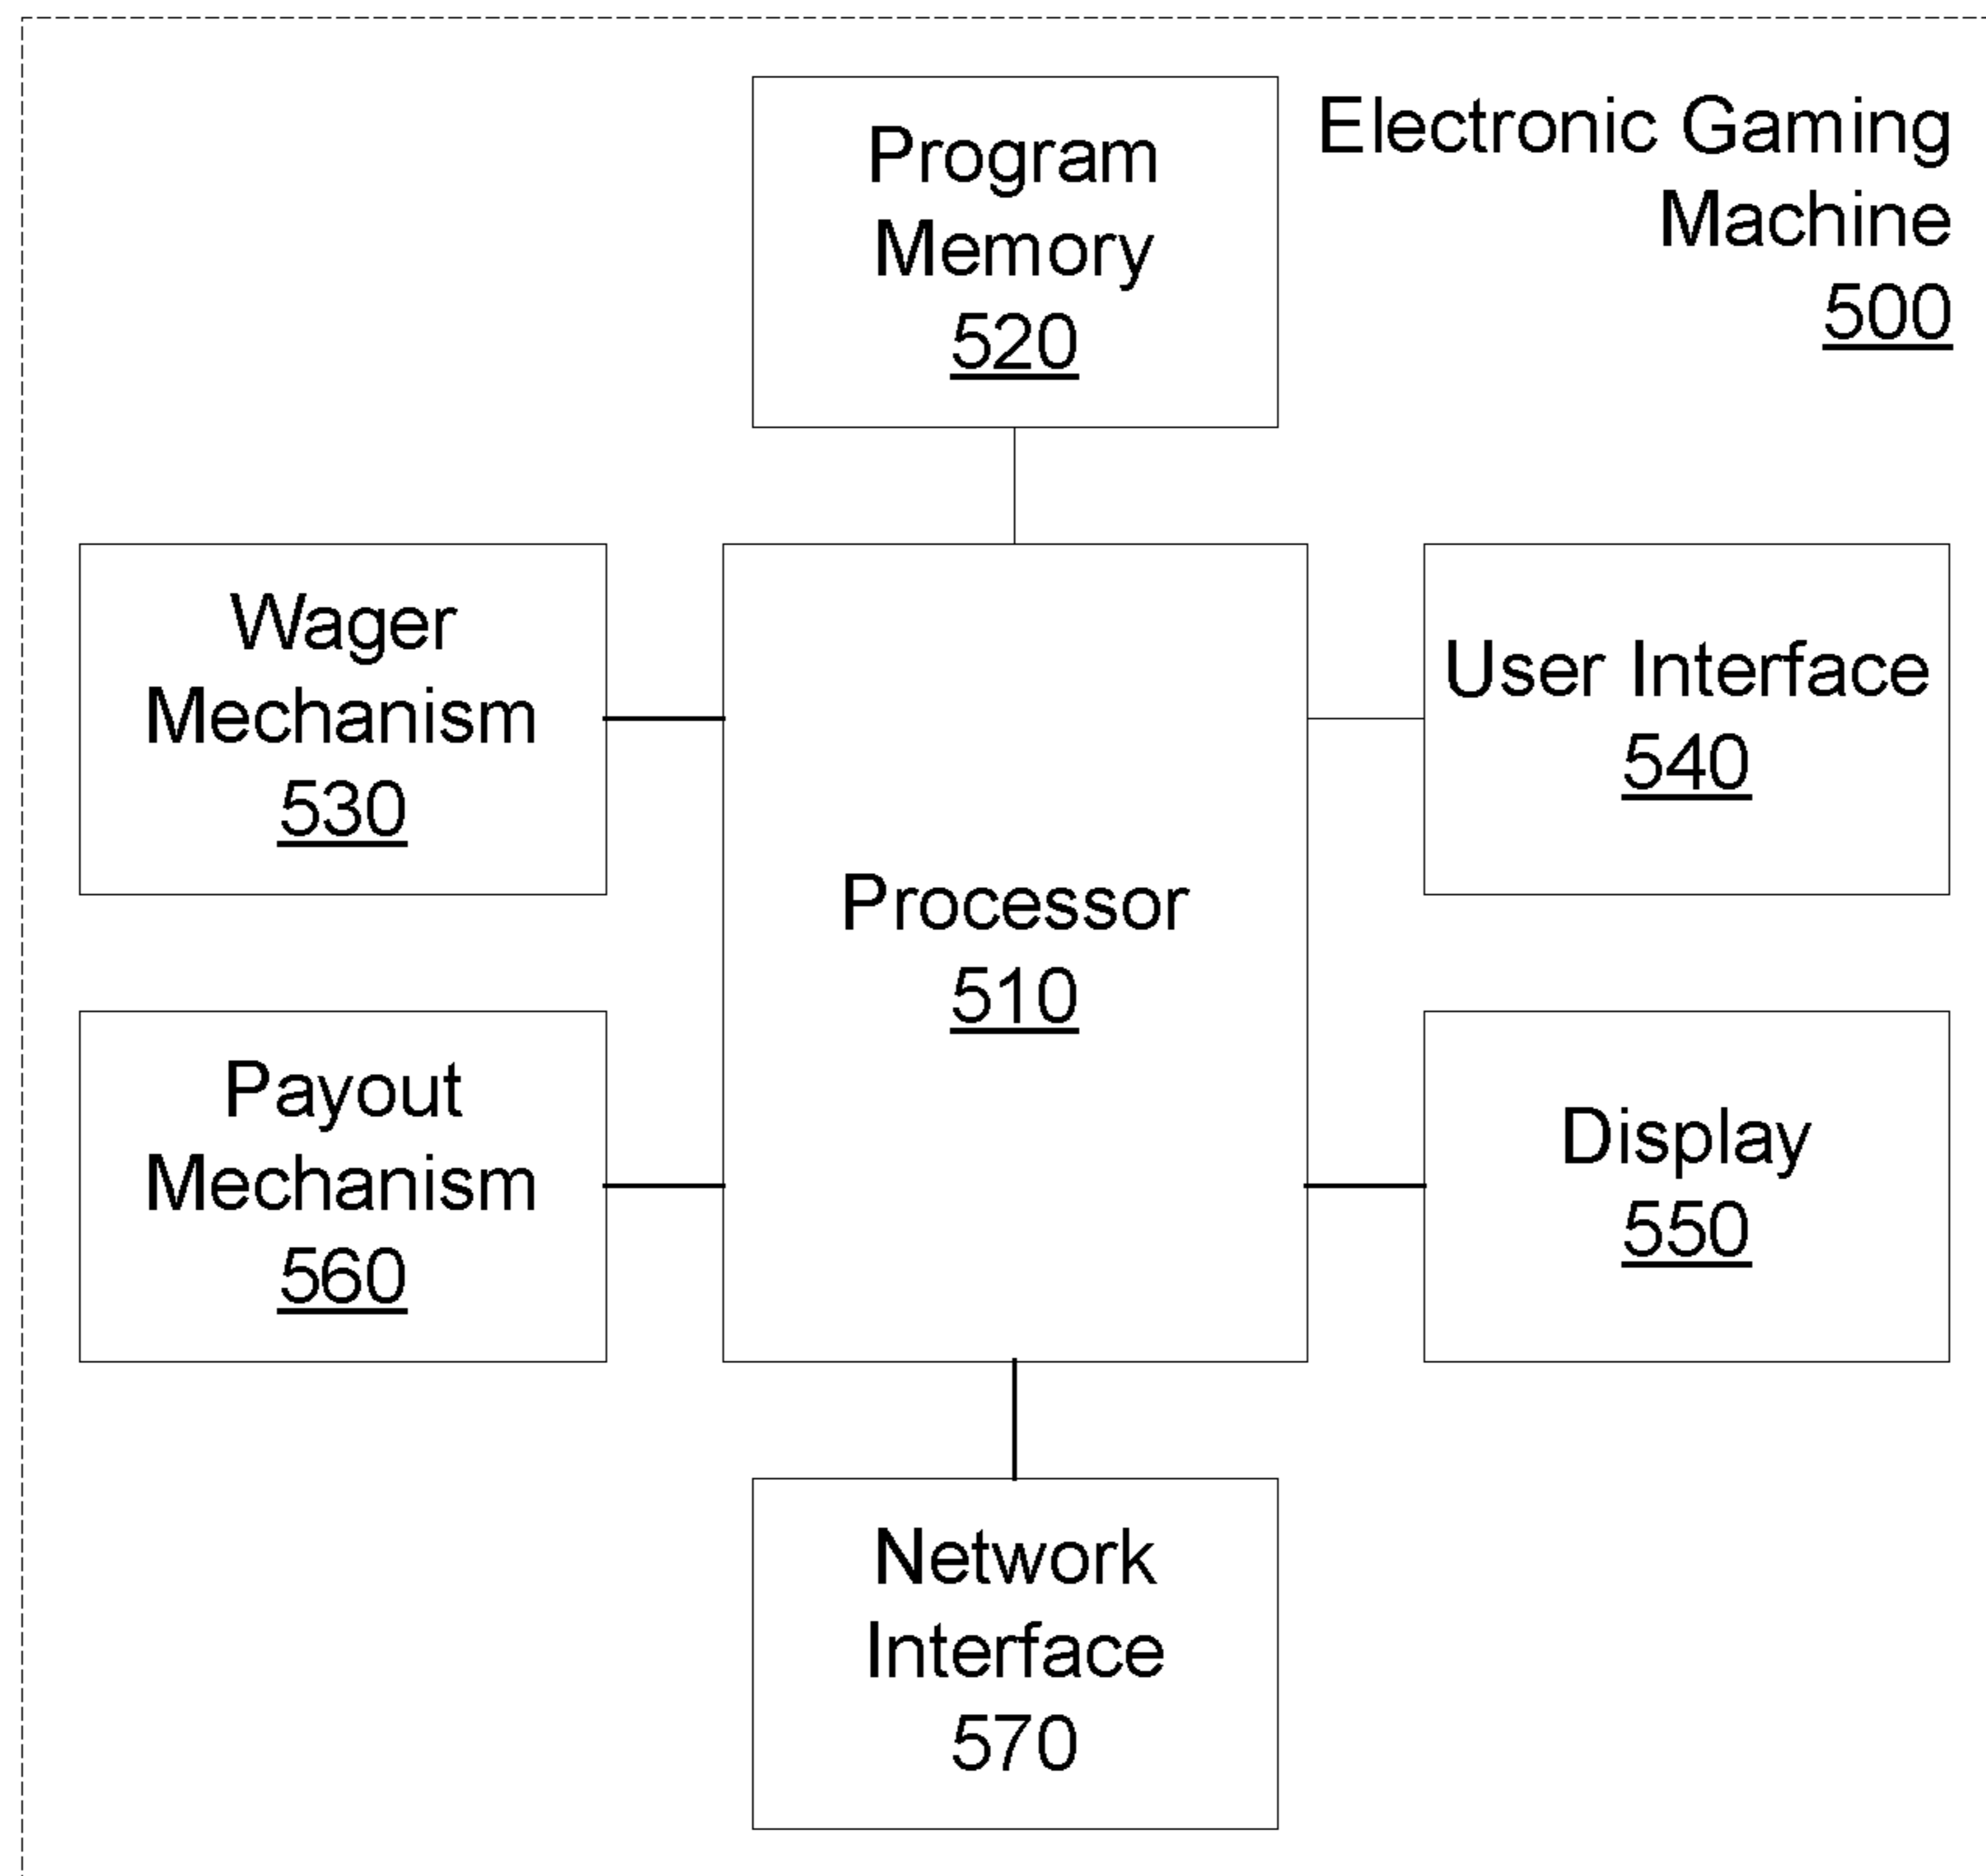 Program
Memory
520
Electronic Gaming
Machine
500
Wager
Mechanism
530
User Interface
540
Processor
510
Payout
Mechanism
560
Display
550
Network
Interface
570